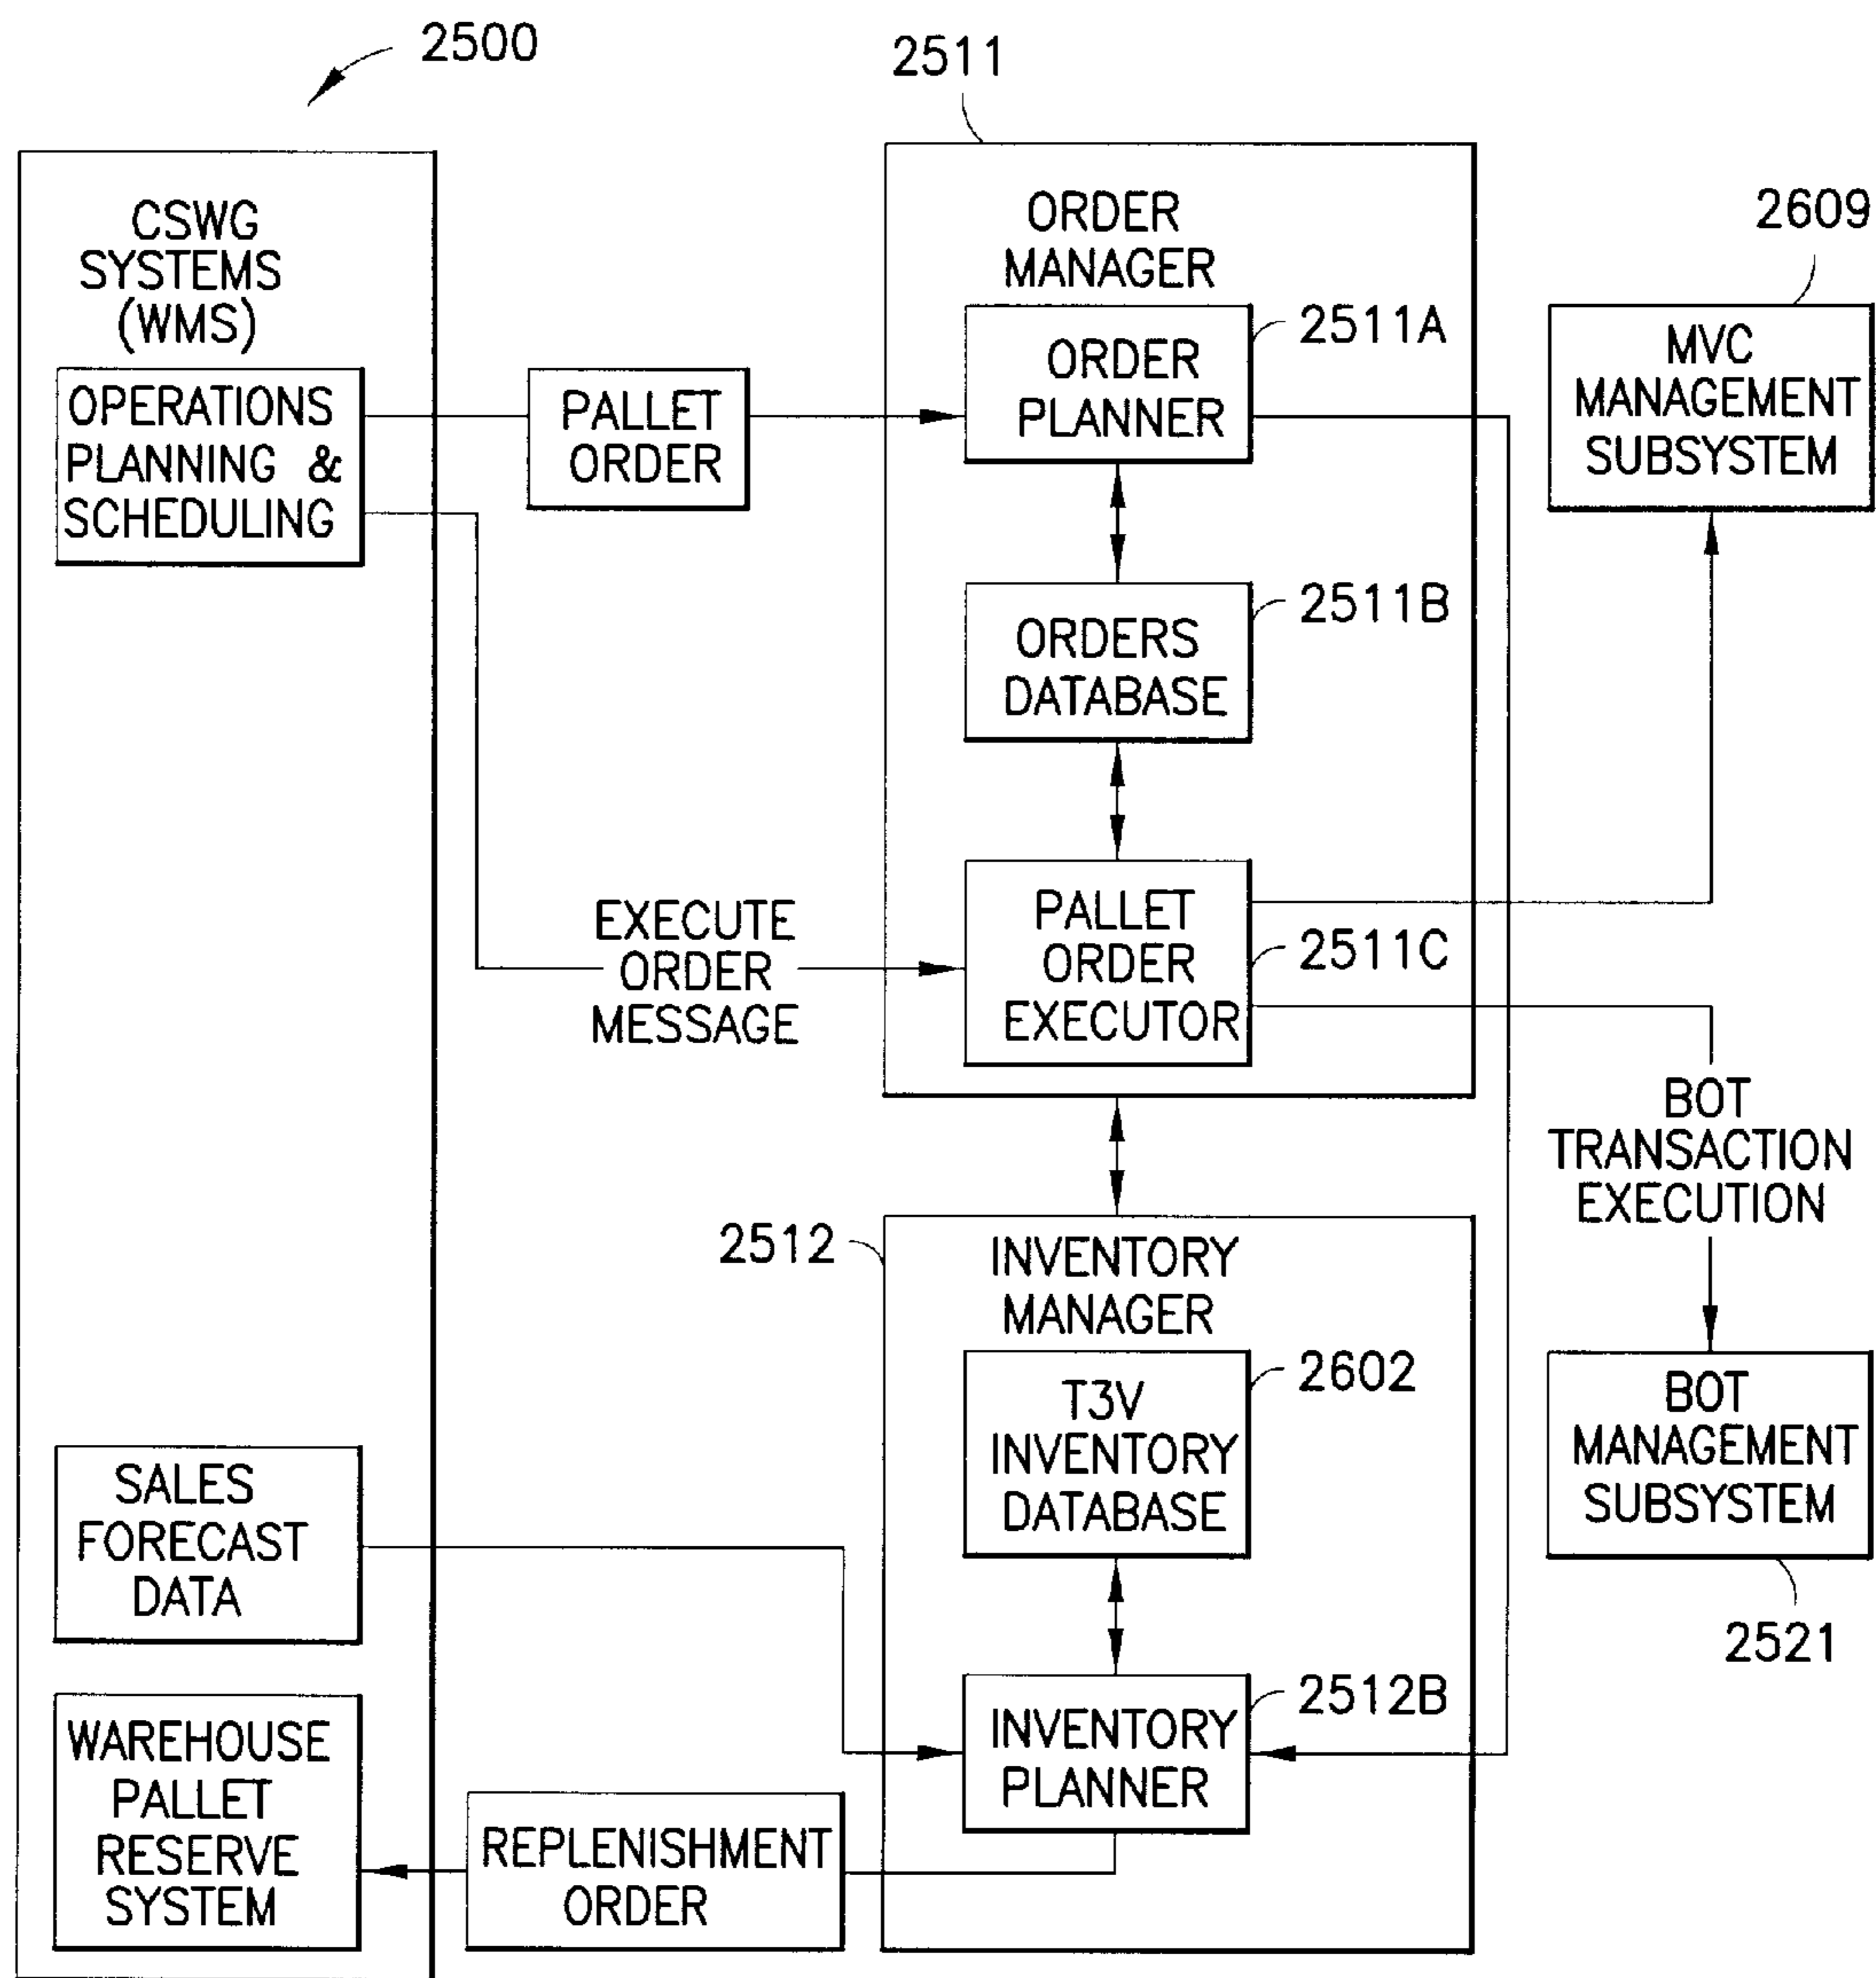 2500
2511
CSWG
SYSTEMS
(WMS)
OPERATIONS
PLANNING &
SCHEDULING
PALLET
ORDER
ORDER
MANAGER
ORDER
PLANNER
2511A
2609
MVC
MANAGEMENT
SUBSYSTEM
ORDERS
DATABASE
2511B
EXECUTE
ORDER
MESSAGE
PALLET
ORDER
EXECUTOR
2511C
BOT
TRANSACTION
EXECUTION
2512
INVENTORY
MANAGER
T3V
INVENTORY
DATABASE
2602
BOT
MANAGEMENT
SUBSYSTEM
2521
SALES
FORECAST
DATA
INVENTORY
PLANNER
2512B
WAREHOUSE
PALLET
RESERVE
SYSTEM
REPLENISHMENT
ORDER